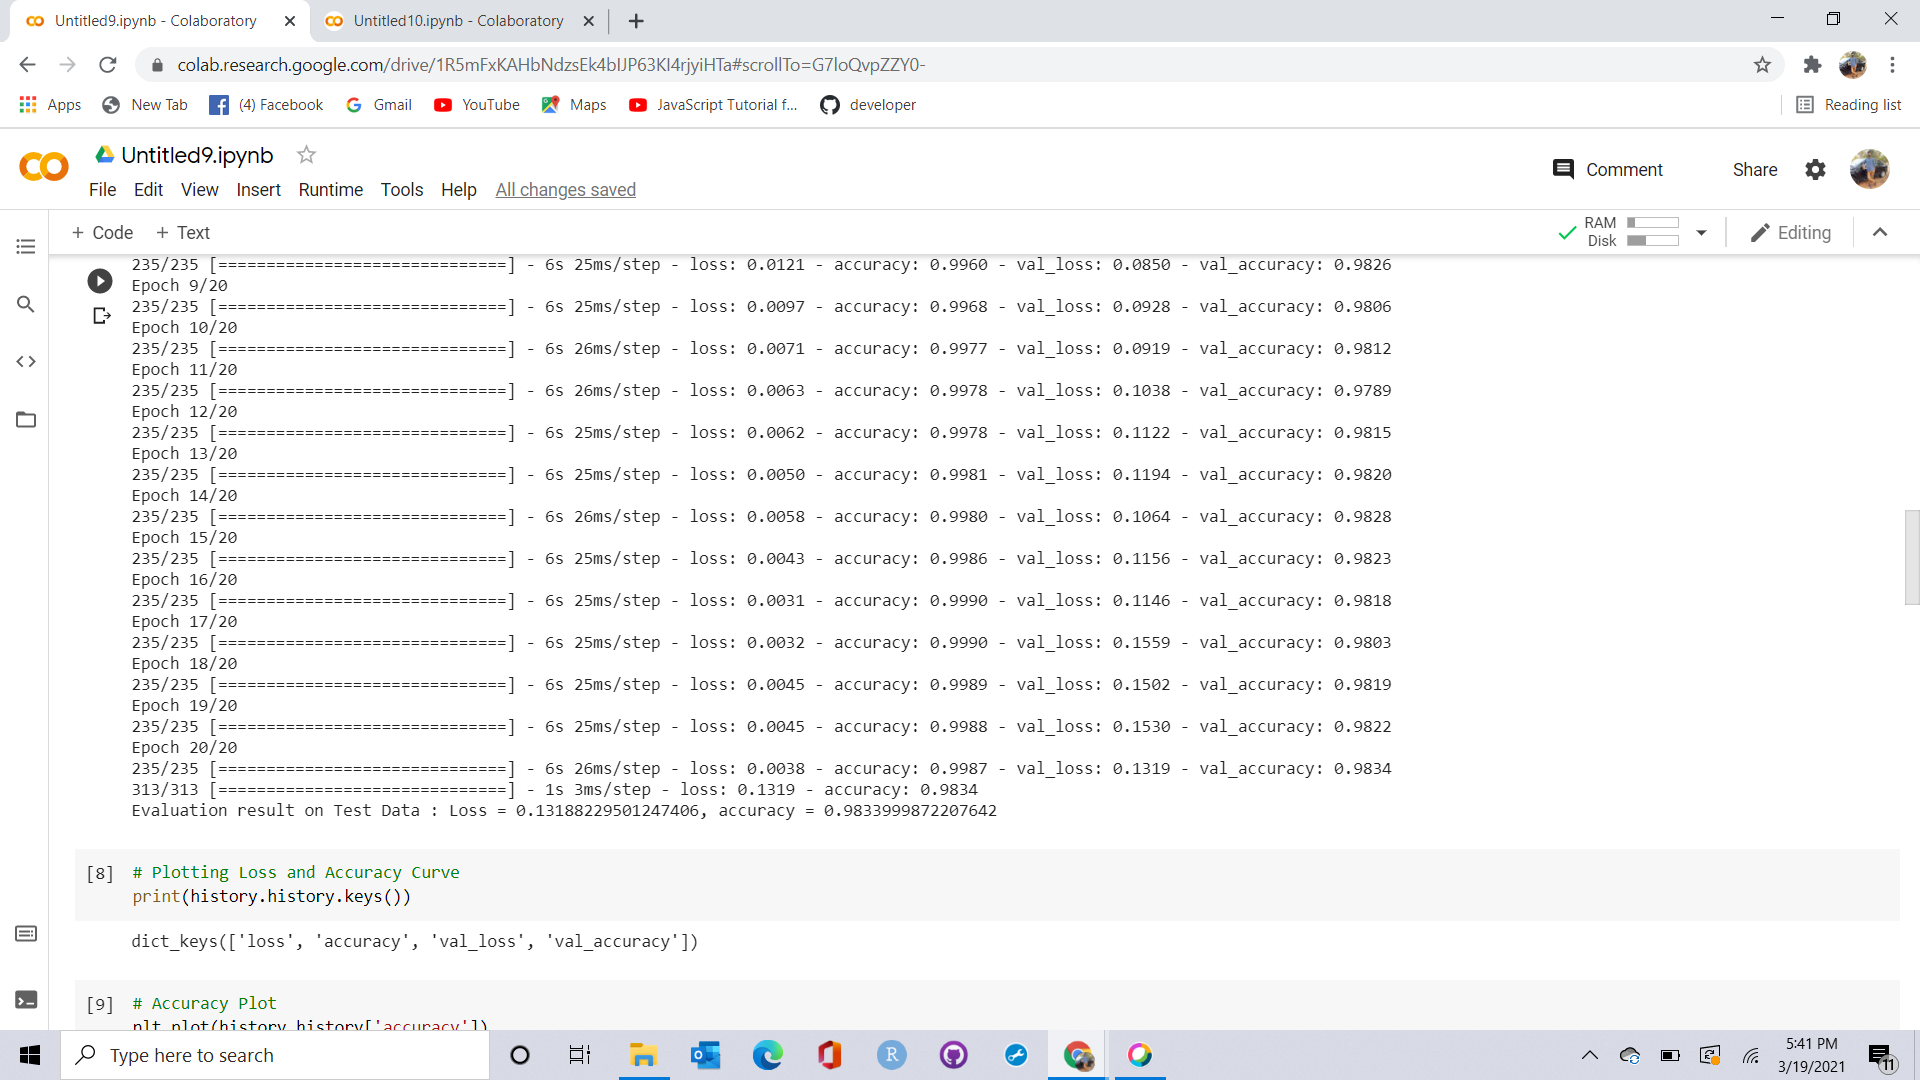 Untitled9.ipynb - Colaboratory
Untitled10.ipynb - Colaboratory
colab.research.google.com/drive/1R5mFxKAHbNdzsEk4bIJP63KI4rjyiHTa#scrollTo=G7loQvpZZY0-
Apps New Tab (4) Facebook Gmail YouTube Maps JavaScript Tutorial f... developer Reading list
Untitled9.ipynb
Comment Share
File Edit View Insert Runtime Tools Help All changes saved
+ Code + Text
RAM
Disk
Editing
235/235 [==============================] - 6s 25ms/step - loss: 0.0121 - accuracy: 0.9960 - val_loss: 0.0850 - val_accuracy: 0.9826
Epoch 9/20
235/235 [==============================] - 6s 25ms/step - loss: 0.0097 - accuracy: 0.9968 - val_loss: 0.0928 - val_accuracy: 0.9806
Epoch 10/20
235/235 [==============================] - 6s 26ms/step - loss: 0.0071 - accuracy: 0.9977 - val_loss: 0.0919 - val_accuracy: 0.9812
Epoch 11/20
235/235 [==============================] - 6s 26ms/step - loss: 0.0063 - accuracy: 0.9978 - val_loss: 0.1038 - val_accuracy: 0.9789
Epoch 12/20
235/235 [==============================] - 6s 25ms/step - loss: 0.0062 - accuracy: 0.9978 - val_loss: 0.1122 - val_accuracy: 0.9815
Epoch 13/20
235/235 [==============================] - 6s 25ms/step - loss: 0.0050 - accuracy: 0.9981 - val_loss: 0.1194 - val_accuracy: 0.9820
Epoch 14/20
235/235 [==============================] - 6s 26ms/step - loss: 0.0058 - accuracy: 0.9980 - val_loss: 0.1064 - val_accuracy: 0.9828
Epoch 15/20
235/235 [==============================] - 6s 25ms/step - loss: 0.0043 - accuracy: 0.9986 - val_loss: 0.1156 - val_accuracy: 0.9823
Epoch 16/20
235/235 [==============================] - 6s 25ms/step - loss: 0.0031 - accuracy: 0.9990 - val_loss: 0.1146 - val_accuracy: 0.9818
Epoch 17/20
235/235 [==============================] - 6s 25ms/step - loss: 0.0032 - accuracy: 0.9990 - val_loss: 0.1559 - val_accuracy: 0.9803
Epoch 18/20
235/235 [==============================] - 6s 25ms/step - loss: 0.0045 - accuracy: 0.9989 - val_loss: 0.1502 - val_accuracy: 0.9819
Epoch 19/20
235/235 [==============================] - 6s 25ms/step - loss: 0.0045 - accuracy: 0.9988 - val_loss: 0.1530 - val_accuracy: 0.9822
Epoch 20/20
235/235 [==============================] - 6s 26ms/step - loss: 0.0038 - accuracy: 0.9987 - val_loss: 0.1319 - val_accuracy: 0.9834
313/313 [==============================] - 1s 3ms/step - loss: 0.1319 - accuracy: 0.9834
Evaluation result on Test Data : Loss = 0.13188229501247406, accuracy = 0.9833999872207642
[8] # Plotting Loss and Accuracy Curve
print(history.history.keys())
dict_keys(['loss', 'accuracy', 'val_loss', 'val_accuracy'])
[9] # Accuracy Plot
plt.plot(history.history['accuracy'])
Type here to search
R
5:41 PM
3/19/2021
11